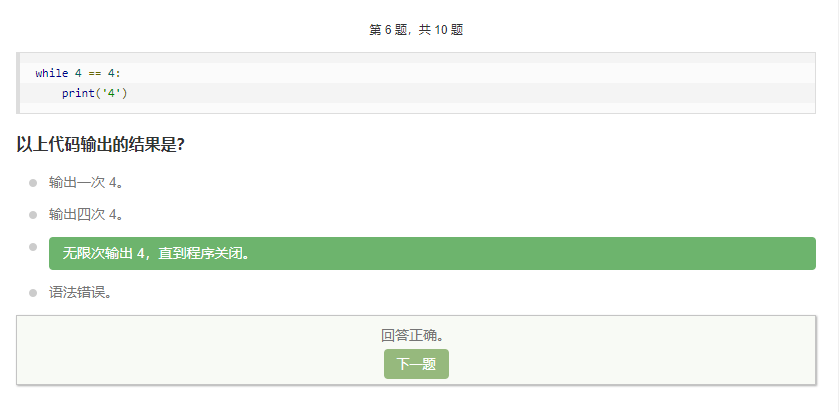 第 6 题，共 10 题
while 4 == 4:
    print('4')
以上代码输出的结果是?
输出一次 4。
输出四次 4。
无限次输出 4，直到程序关闭。
语法错误。
回答正确。
下一题